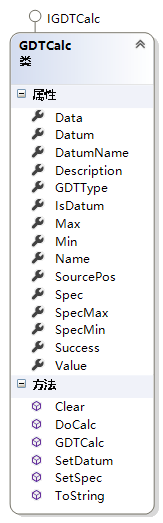 IGDTCalc
GDTCalc
类
属性
Data
Datum
DatumName
Description
GDTType
IsDatum
Max
Min
Name
SourcePos
Spec
SpecMax
SpecMin
Success
Value
方法
Clear
DoCalc
GDTCalc
SetDatum
SetSpec
ToString